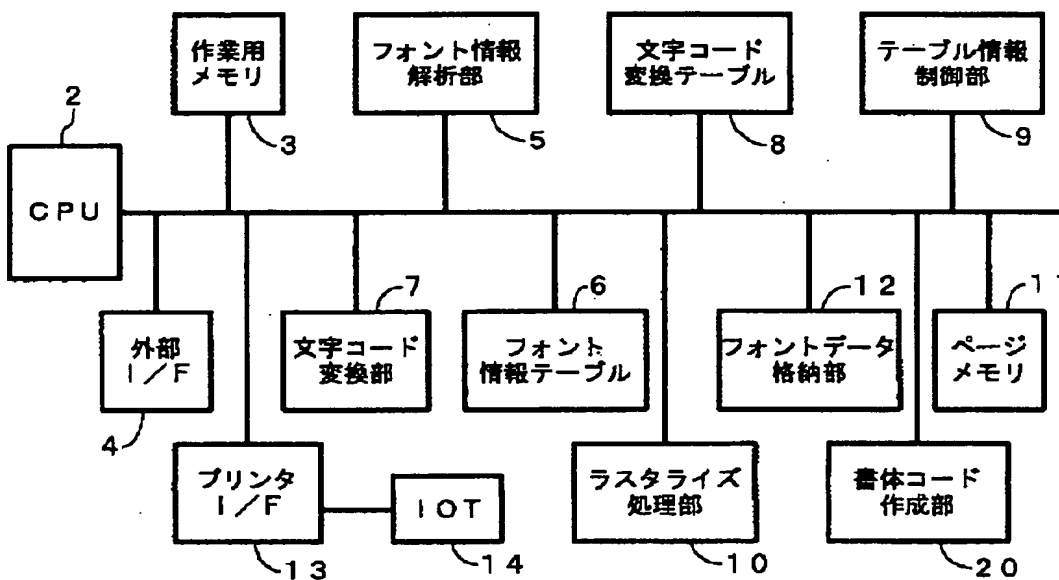 作業用
メモリ
3
フォント情報
解析部
5
文字コード
変換テーブル
8
テーブル情報
制御部
9
2
CPU
外部
I/F
4
7
文字コード
変換部
6
フォント
情報テーブル
12
フォントデータ
格納部
11
ページ
メモリ
プリンタ
I/F
13
IOT
14
ラスタライズ
処理部
10
書体コード
作成部
20